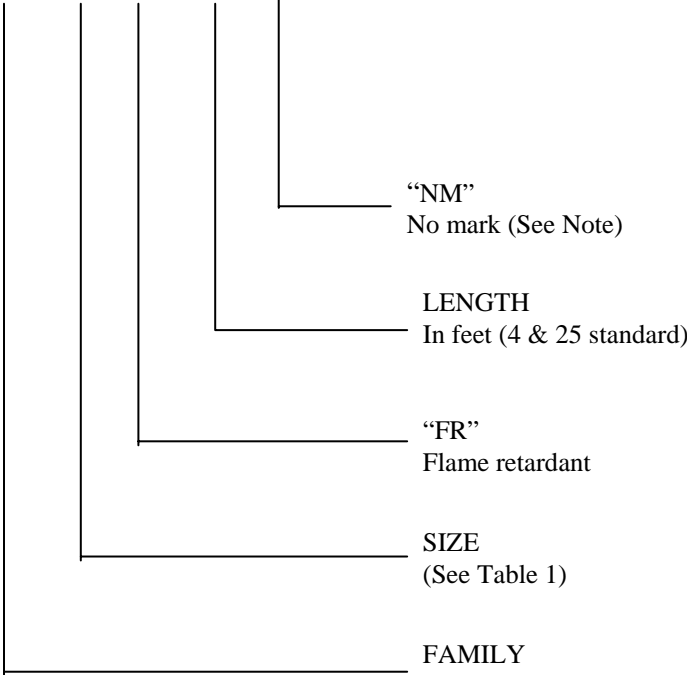 “NM”
No mark (See Note)
LENGTH
In feet (4 & 25 standard)
“FR”
Flame retardant
SIZE
(See Table 1)
FAMILY